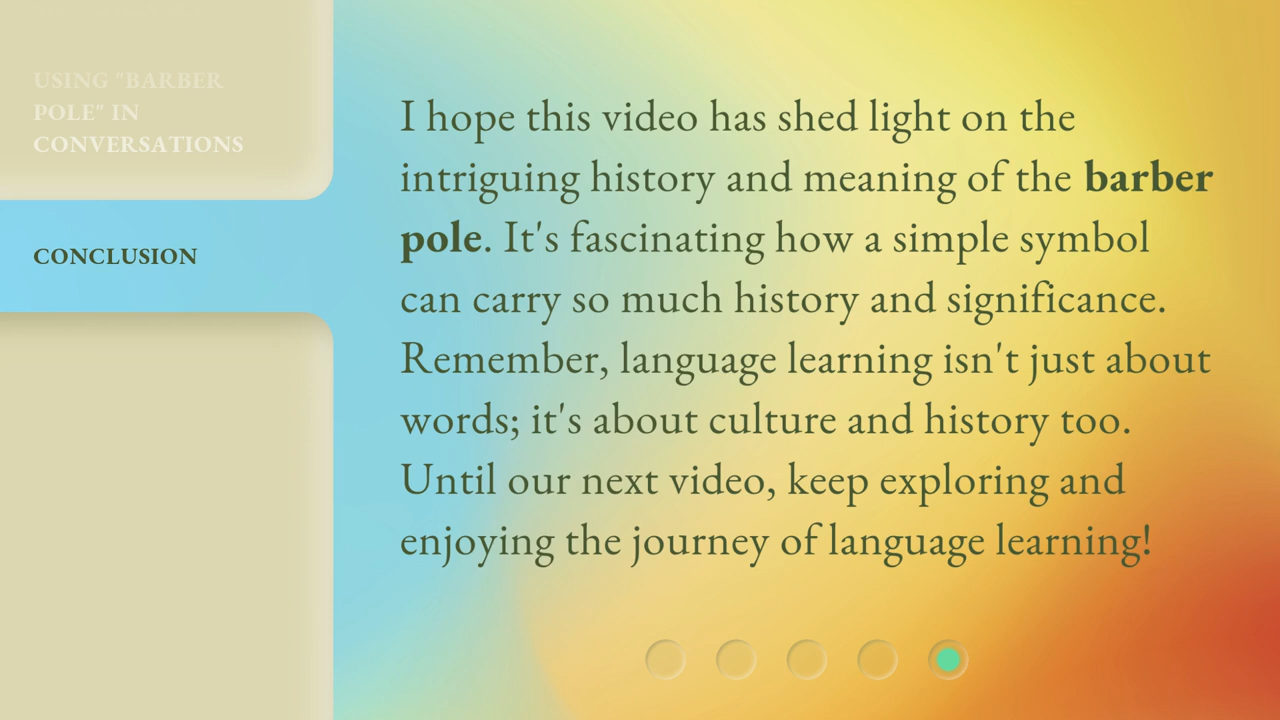 USING "BARBER
POLE" IN
CONVERSATIONS
CONCLUSION
I hope this video has shed light on the
intriguing history and meaning of the barber
pole. It's fascinating how a simple symbol
can carry so much history and significance.
Remember, language learning isn't just about
words; it's about culture and history too.
Until our next video, keep exploring and
enjoying the journey of language learning!